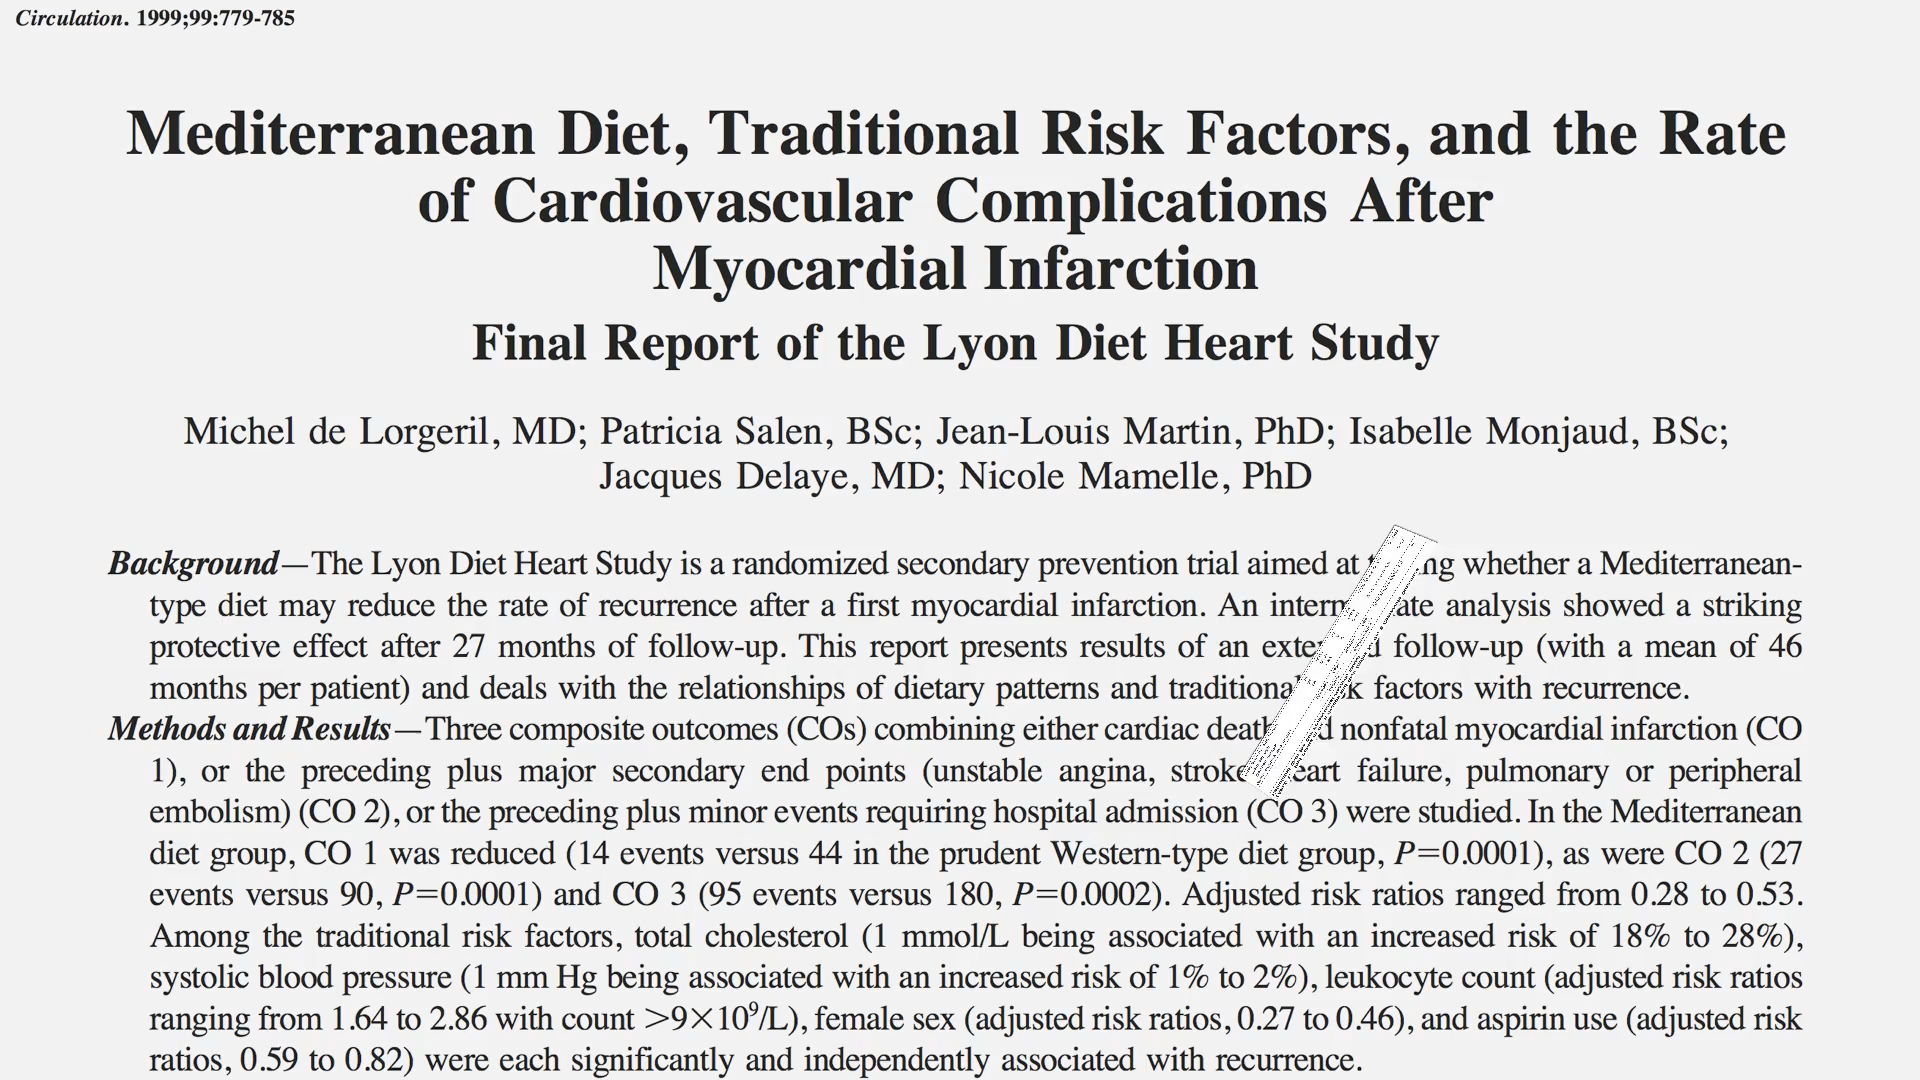 Circulation. 1999;99:779-785
Mediterranean Diet, Traditional Risk Factors, and the Rate
of Cardiovascular Complications After
Myocardial Infarction
Final Report of the Lyon Diet Heart Study
Michel de Lorgeril, MD; Patricia Salen, BSc; Jean-Louis Martin, PhD; Isabelle Monjaud, BSc;
Jacques Delaye, MD; Nicole Mamelle, PhD
Background—The Lyon Diet Heart Study is a randomized secondary prevention trial aimed at whether a Mediterranean-
type diet may reduce the rate of recurrence after a first myocardial infarction. An analysis showed a striking
protective effect after 27 months of follow-up. This report presents results of an follow-up (with a mean of 46
months per patient) and deals with the relationships of dietary patterns and traditional factors with recurrence.
Methods and Results—Three composite outcomes (COs) combining either cardiac death nonfatal myocardial infarction (CO
1), or the preceding plus major secondary end points (unstable angina, stroke, failure, pulmonary or peripheral
embolism) (CO 2), or the preceding plus minor events requiring hospital admission (CO 3) were studied. In the Mediterranean
diet group, CO 1 was reduced (14 events versus 44 in the prudent Western-type diet group, P=0.0001), as were CO 2 (27
events versus 90, P=0.0001) and CO 3 (95 events versus 180, P=0.0002). Adjusted risk ratios ranged from 0.28 to 0.53.
Among the traditional risk factors, total cholesterol (1 mmol/L being associated with an increased risk of 18% to 28%),
systolic blood pressure (1 mm Hg being associated with an increased risk of 1% to 2%), leukocyte count (adjusted risk ratios
ranging from 1.64 to 2.86 with count >9×10⁹/L), female sex (adjusted risk ratios, 0.27 to 0.46), and aspirin use (adjusted risk
ratios, 0.59 to 0.82) were each significantly and independently associated with recurrence.